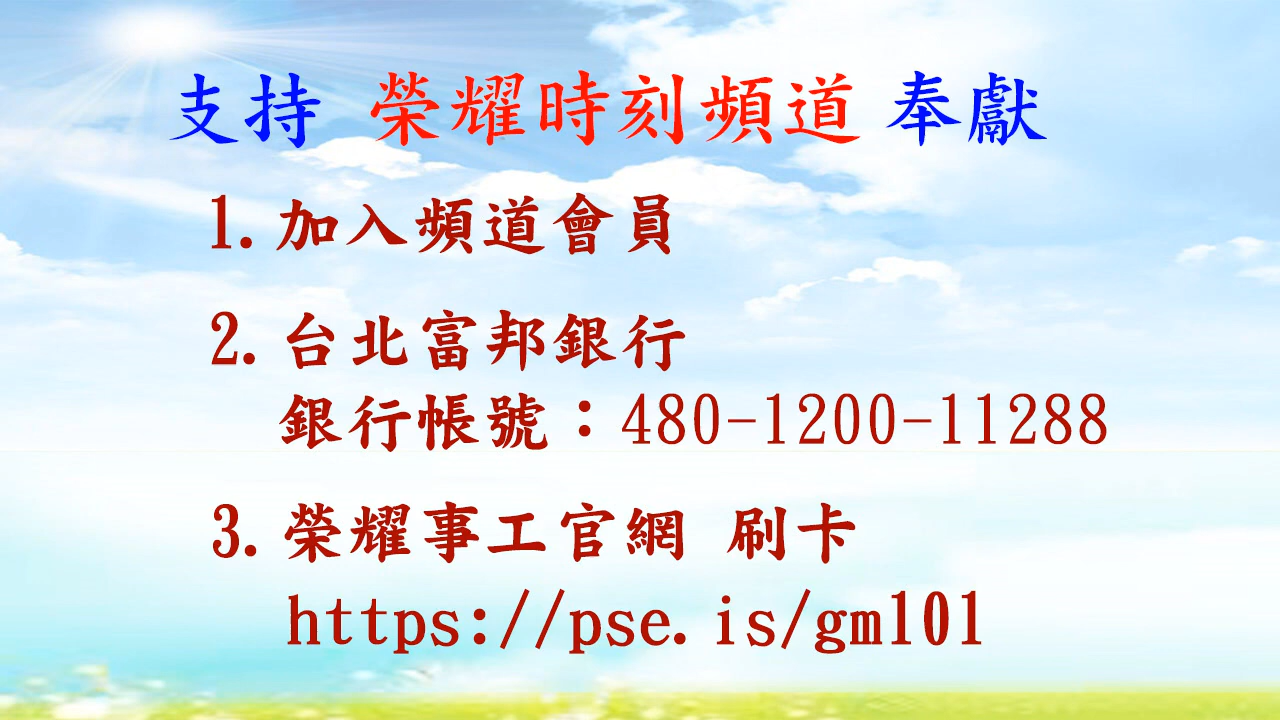 支持 榮耀時刻頻道 奉獻
1. 加入頻道會員
2. 台北富邦銀行
銀行帳號：480-1200-11288
3. 榮耀事工官網 刷卡
https://pse.is/gm101